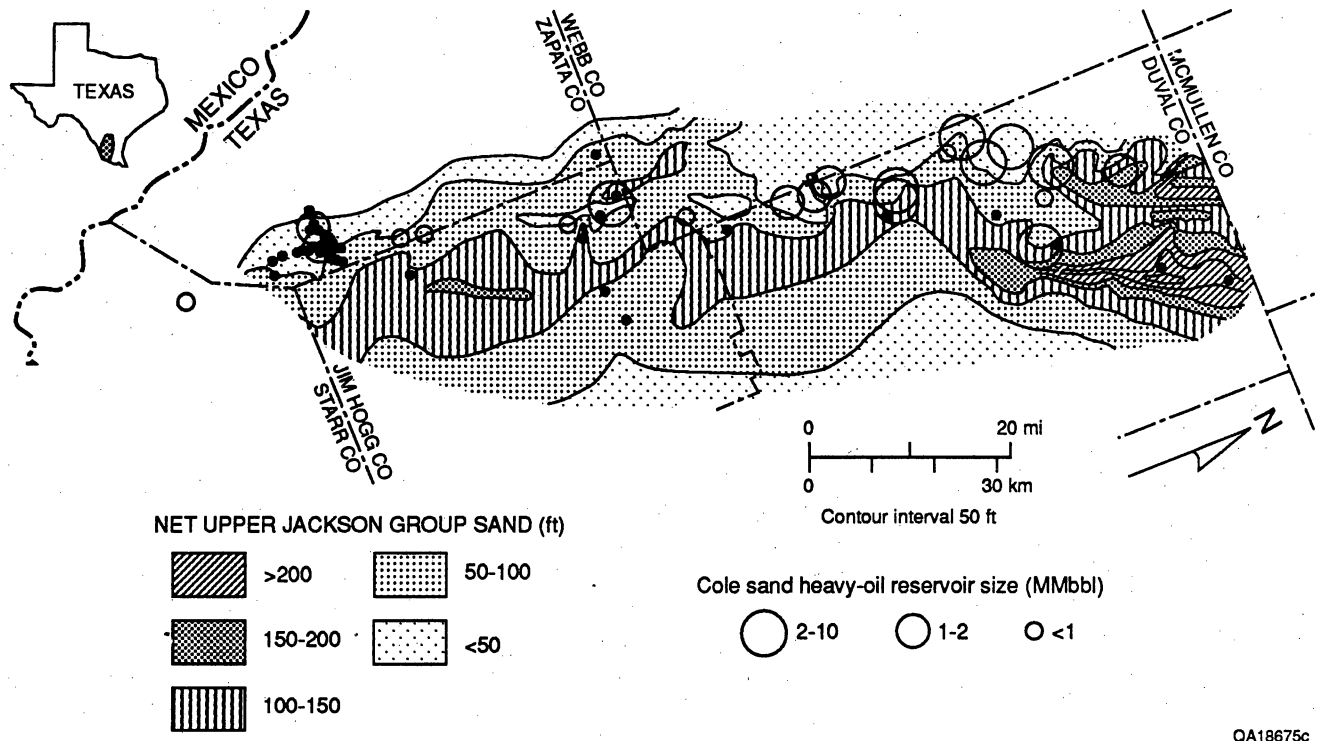 TEXAS
MEXICO
TEXAS
WEBB CO
ZAPATA CO
MCMULLEN CO
DUVAL CO
JIM HOGG CO
STARR CO
N
0 20 mi
0 30 km
Contour interval 50 ft
NET UPPER JACKSON GROUP SAND (ft)
>200
150-200
100-150
50-100
<50
Cole sand heavy-oil reservoir size (MMbbl)
2-10 1-2 <1
QA18675c